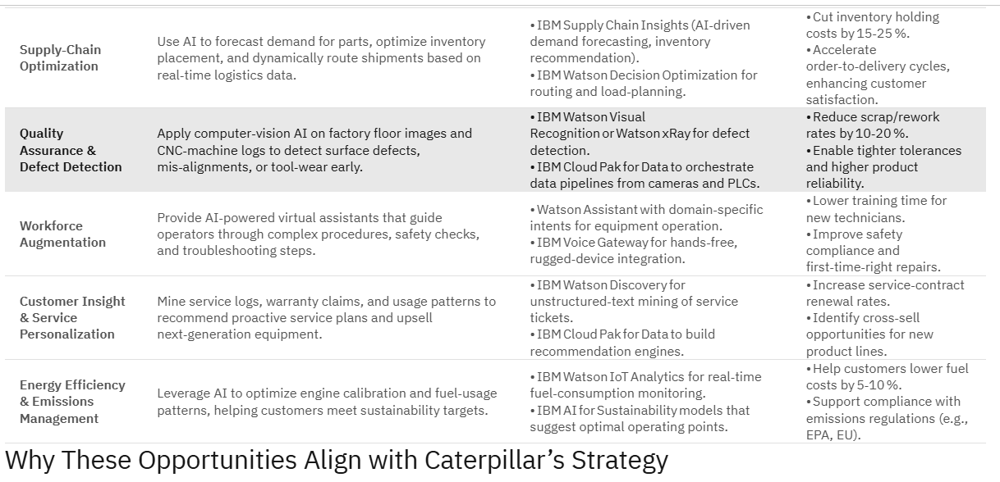 Supply-Chain
Optimization
Use AI to forecast demand for parts, optimize inventory
placement, and dynamically route shipments based on
real-time logistics data.
• IBM Supply Chain Insights (AI-driven
demand forecasting, inventory
recommendation).
• IBM Watson Decision Optimization for
routing and load-planning.
• Cut inventory holding
costs by 15-25 %.
• Accelerate
order-to-delivery cycles,
enhancing customer
satisfaction.
Quality
Assurance &
Defect Detection
Apply computer-vision AI on factory floor images and
CNC-machine logs to detect surface defects,
mis-alignments, or tool-wear early.
• IBM Watson Visual
Recognition or Watson xRay for defect
detection.
• IBM Cloud Pak for Data to orchestrate
data pipelines from cameras and PLCs.
• Reduce scrap/rework
rates by 10-20 %.
• Enable tighter tolerances
and higher product
reliability.
Workforce
Augmentation
Provide AI-powered virtual assistants that guide
operators through complex procedures, safety checks,
and troubleshooting steps.
• Watson Assistant with domain-specific
intents for equipment operation.
• IBM Voice Gateway for hands-free,
rugged-device integration.
• Lower training time for
new technicians.
• Improve safety
compliance and
first-time-right repairs.
Customer Insight
& Service
Personalization
Mine service logs, warranty claims, and usage patterns to
recommend proactive service plans and upsell
next-generation equipment.
• IBM Watson Discovery for
unstructured-text mining of service
tickets.
• IBM Cloud Pak for Data to build
recommendation engines.
• Increase service-contract
renewal rates.
• Identify cross-sell
opportunities for new
product lines.
Energy Efficiency
& Emissions
Management
Leverage AI to optimize engine calibration and fuel-usage
patterns, helping customers meet sustainability targets.
• IBM Watson IoT Analytics for real-time
fuel-consumption monitoring.
• IBM AI for Sustainability models that
suggest optimal operating points.
• Help customers lower fuel
costs by 5-10 %.
• Support compliance with
emissions regulations (e.g.,
EPA, EU).
Why These Opportunities Align with Caterpillar’s Strategy